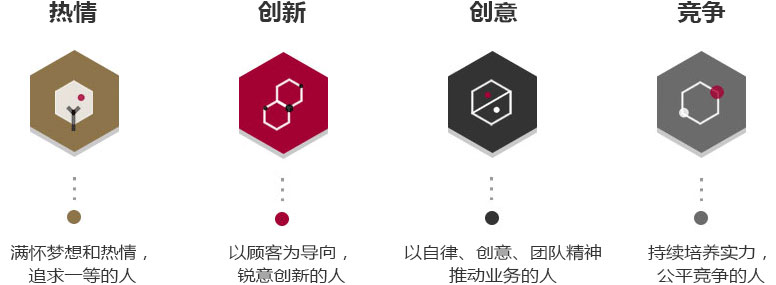 热情
创新
创意
竞争
满怀梦想和热情，
追求一等的人
以顾客为导向，
锐意创新的人
以自律、创意、团队精神
推动业务的人
持续培养实力，
公平竞争的人